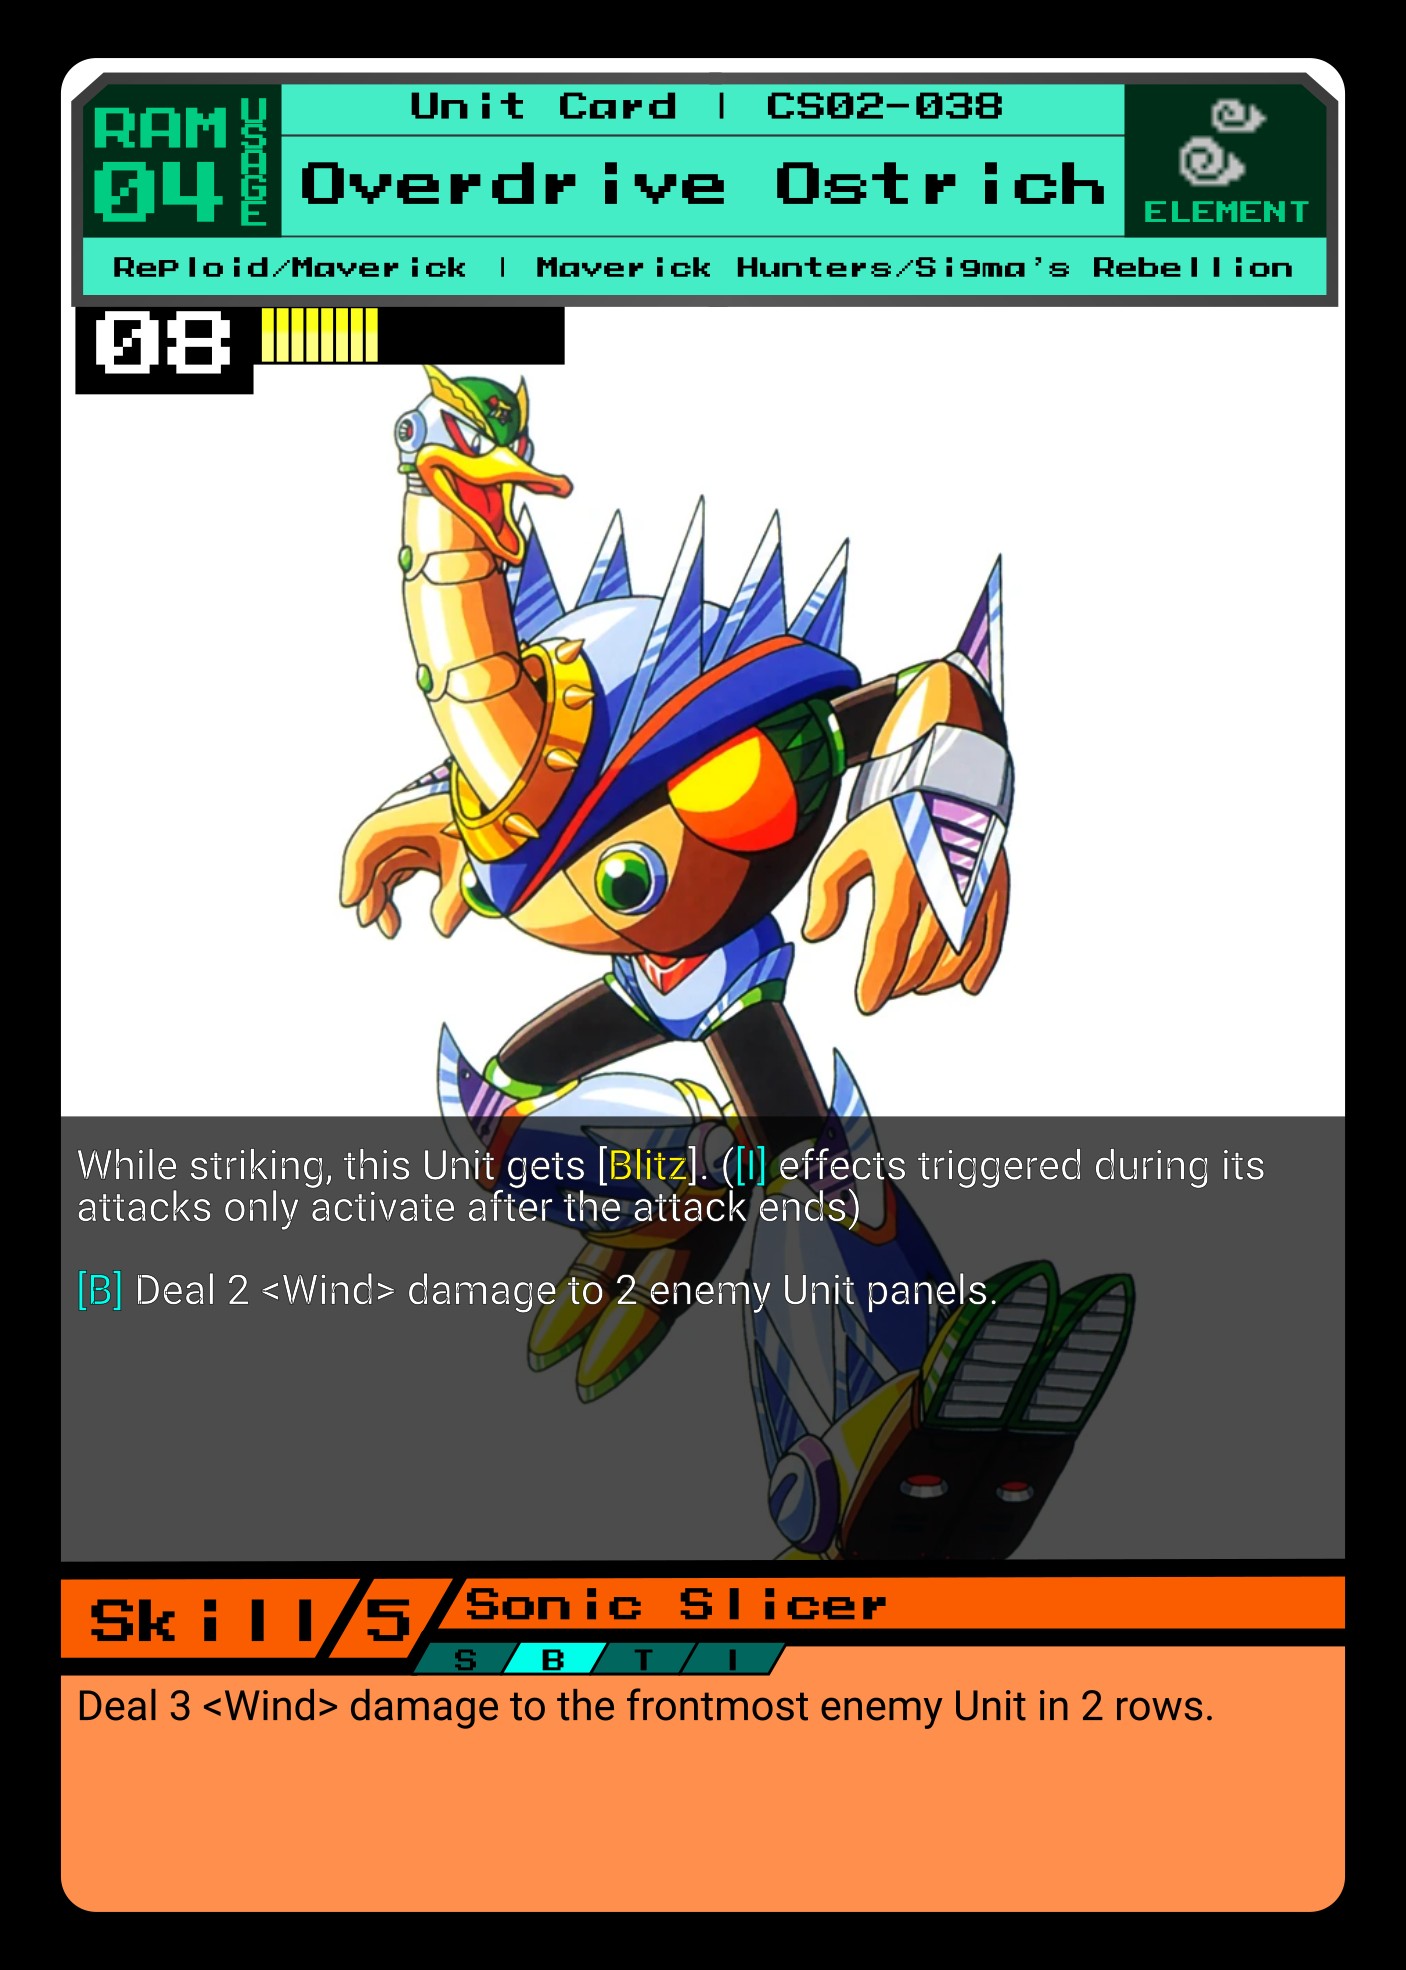 RAM
04
USAGE
Unit Card | CS02-038
Overdrive Ostrich
ELEMENT
Reploid/Maverick | Maverick Hunters/Sigma's Rebellion
08
While striking, this Unit gets [Blitz]. ([I] effects triggered during its
attacks only activate after the attack ends)
[B] Deal 2 <Wind> damage to 2 enemy Unit panels.
Skill/5
Sonic Slicer
S B T I
Deal 3 <Wind> damage to the frontmost enemy Unit in 2 rows.